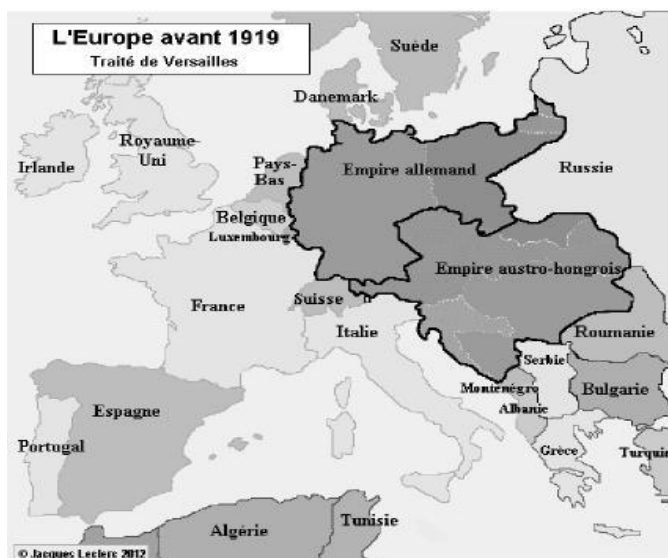 L'Europe avant 1919
Traité de Versailles
Suède
Danemark
Royaume-
Uni
Irlande
Pays-
Bas
Empire allemand
Russie
Belgique
Luxembourg
Empire austro-hongrois
France
Suisse
Italie
Roumanie
Serbie
Monténégro
Bulgarie
Albanie
Espagne
Portugal
Grèce
Turquie
Algérie
Tunisie
© Jacques Leclerc 2012